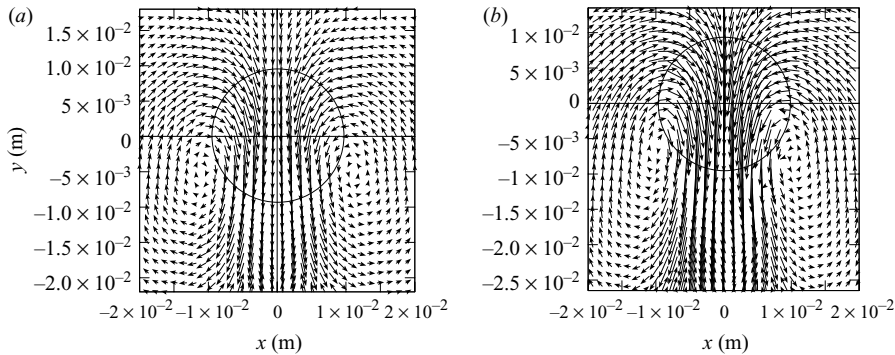 (a)
1.5 × 10⁻²
1.0 × 10⁻²
5 × 10⁻³
0
–5 × 10⁻³
–1.0 × 10⁻²
–1.5 × 10⁻²
–2.0 × 10⁻²
y (m)
–2 × 10⁻² –1 × 10⁻² 0 1 × 10⁻² 2 × 10⁻²
x (m)
(b)
1 × 10⁻²
5 × 10⁻³
0
–5 × 10⁻³
–1 × 10⁻²
–1.5 × 10⁻²
–2.0 × 10⁻²
–2.5 × 10⁻²
–2 × 10⁻² –1 × 10⁻² 0 1 × 10⁻² 2 × 10⁻²
x (m)